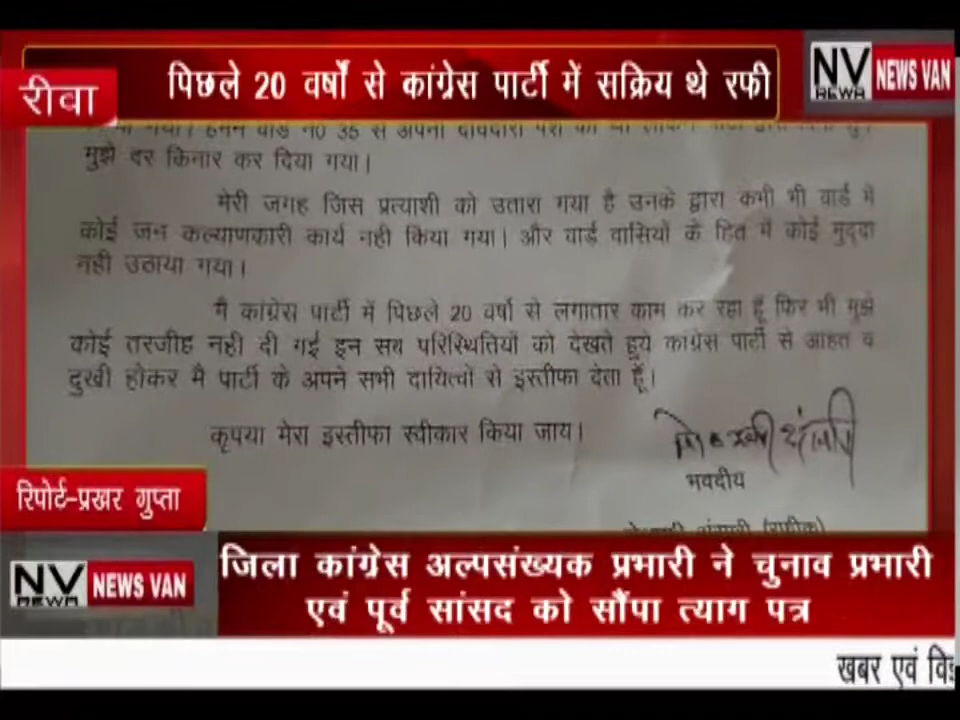 पिछले 20 वर्षों से कांग्रेस पार्टी में सक्रिय थे रफी
NV
REWA
NEWS VAN
रीवा
मुझे दर किनार कर दिया गया।
मेरी जगह जिस प्रत्याशी को उतारा गया है उनके द्वारा कभी भी वार्ड में
कोई जन कल्याणकारी कार्य नही किया गया। और वार्ड वासियों के हित में कोई मुद्दा
नही उठाया गया।
मै कांग्रेस पार्टी में पिछले 20 वर्षो से लगातार काम कर रहा हूँ फिर भी मुझे
कोई तरजीह नही दी गई इन सब परिस्थितियों को देखते हुये कांग्रेस पार्टी से आहत व
दुखी होकर मै पार्टी के अपने सभी दायित्वों से इस्तीफा देता हूँ।
कृपया मेरा इस्तीफा स्वीकार किया जाय।
भवदीय
रिपोर्ट-प्रखर गुप्ता
NV
REWA
NEWS VAN
जिला कांग्रेस अल्पसंख्यक प्रभारी ने चुनाव प्रभारी
एवं पूर्व सांसद को सौंपा त्याग पत्र
खबर एवं